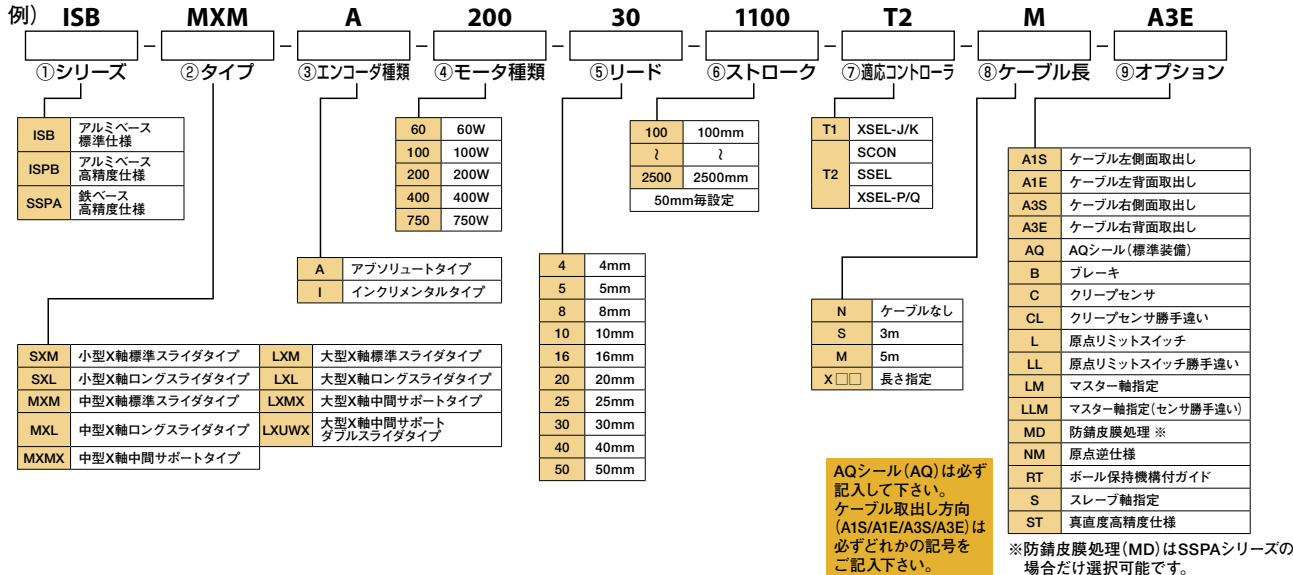 例) ISB MXM A 200 30 1100 T2 M A3E
①シリーズ － ②タイプ － ③エンコーダ種類 － ④モータ種類 － ⑤リード － ⑥ストローク － ⑦適応コントローラ － ⑧ケーブル長 － ⑨オプション
ISB アルミベース
標準仕様
ISPB アルミベース
高精度仕様
SSPA 鉄ベース
高精度仕様
SXM 小型X軸標準スライダタイプ
SXL 小型X軸ロングスライダタイプ
MXM 中型X軸標準スライダタイプ
MXL 中型X軸ロングスライダタイプ
MXMX 中型X軸中間サポートタイプ
LXM 大型X軸標準スライダタイプ
LXL 大型X軸ロングスライダタイプ
LXMX 大型X軸中間サポートタイプ
LXUWX 大型X軸中間サポート
ダブルスライダタイプ
A アブソリュートタイプ
I インクリメンタルタイプ
60 60W
100 100W
200 200W
400 400W
750 750W
4 4mm
5 5mm
8 8mm
10 10mm
16 16mm
20 20mm
25 25mm
30 30mm
40 40mm
50 50mm
100 100mm
〜 〜
2500 2500mm
50mm毎設定
T1 XSEL-J/K
T2 SCON
SSEL
XSEL-P/Q
N ケーブルなし
S 3m
M 5m
X□□ 長さ指定
A1S ケーブル左側面取出し
A1E ケーブル左背面取出し
A3S ケーブル右側面取出し
A3E ケーブル右背面取出し
AQ AQシール(標準装備)
B ブレーキ
C クリープセンサ
CL クリープセンサ勝手違い
L 原点リミットスイッチ
LL 原点リミットスイッチ勝手違い
LM マスター軸指定
LLM マスター軸指定(センサ勝手違い)
MD 防錆皮膜処理 ※
NM 原点逆仕様
RT ボール保持機構付ガイド
S スレーブ軸指定
ST 真直度高精度仕様
AQシール(AQ)は必ず
記入して下さい。
ケーブル取出し方向
(A1S/A1E/A3S/A3E)は
必ずどれかの記号を
ご記入下さい。
※防錆皮膜処理(MD)はSSPAシリーズの
場合だけ選択可能です。